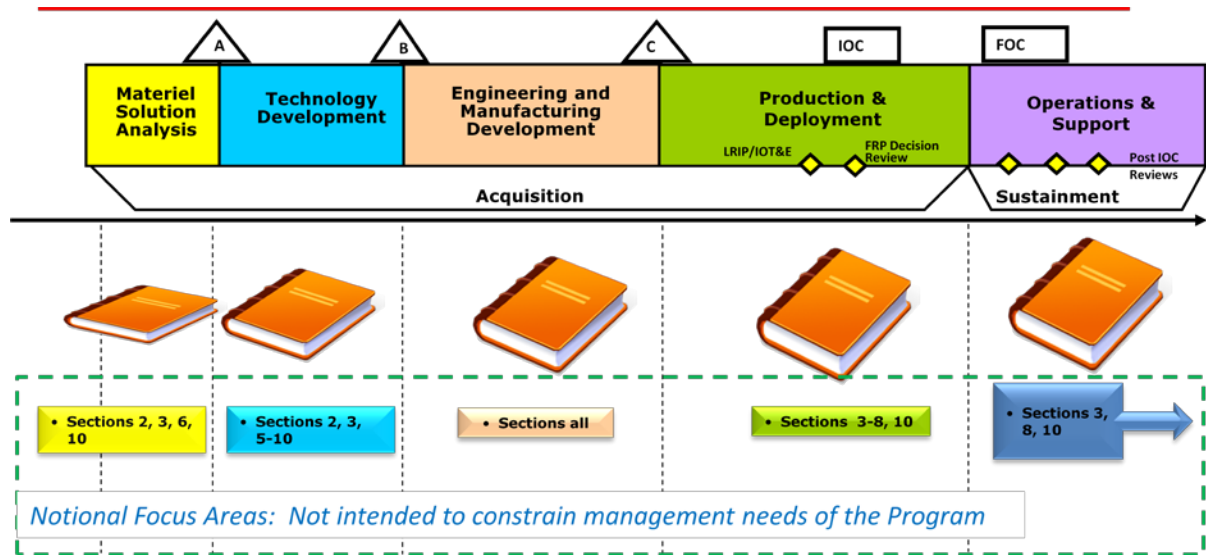 A
B
C
IOC
FOC
Materiel
Solution
Analysis
Technology
Development
Engineering and
Manufacturing
Development
Production &
Deployment
LRIP/IOT&E
FRP Decision
Review
Operations &
Support
Post IOC
Reviews
Acquisition
Sustainment
• Sections 2, 3, 6,
10
• Sections 2, 3,
5-10
• Sections all
• Sections 3-8, 10
• Sections 3,
8, 10
Notional Focus Areas: Not intended to constrain management needs of the Program